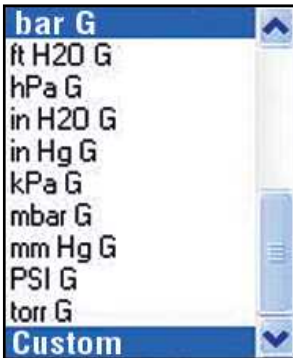 bar G
ft H2O G
hPa G
in H2O G
in Hg G
kPa G
mbar G
mm Hg G
PSI G
torr G
Custom